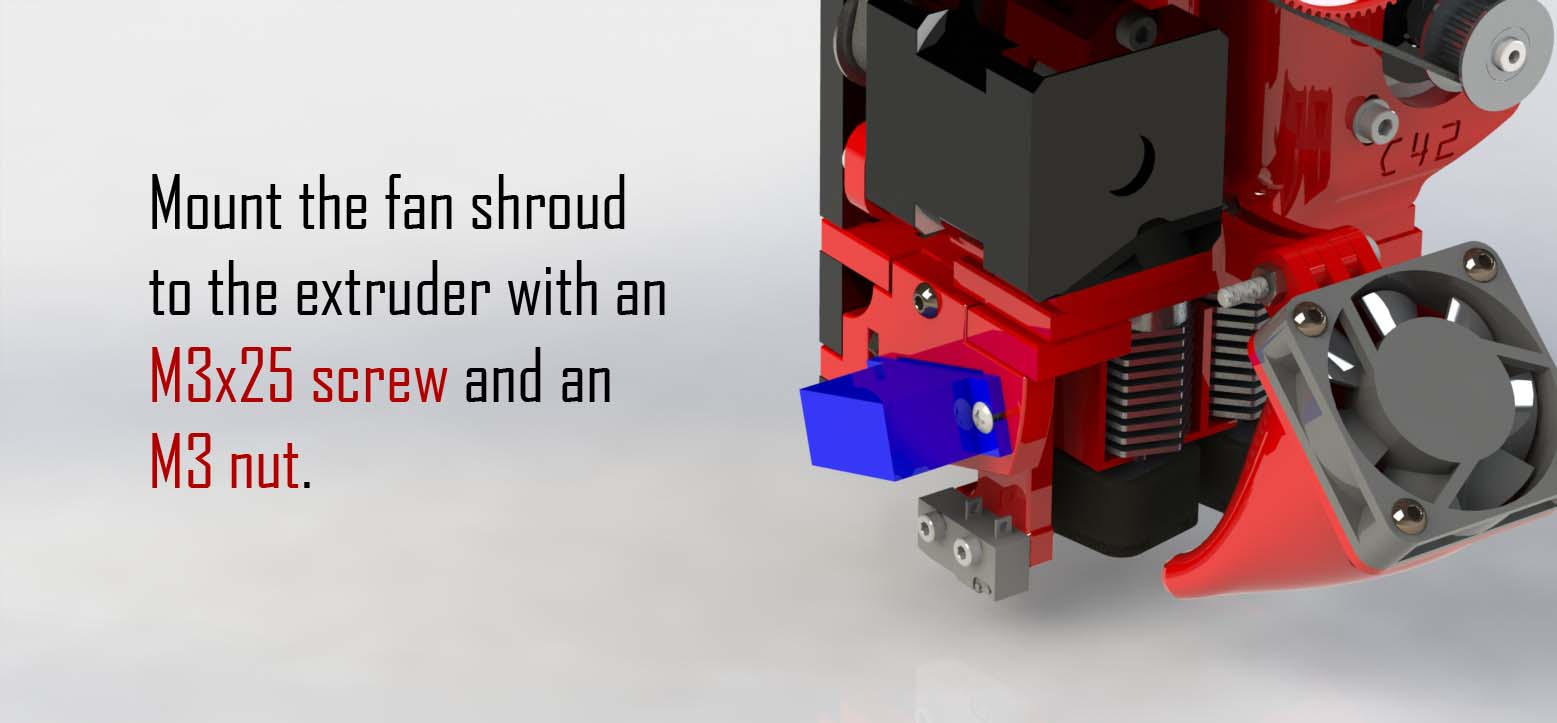 Mount the fan shroud
to the extruder with an
M3x25 screw and an
M3 nut.
C42